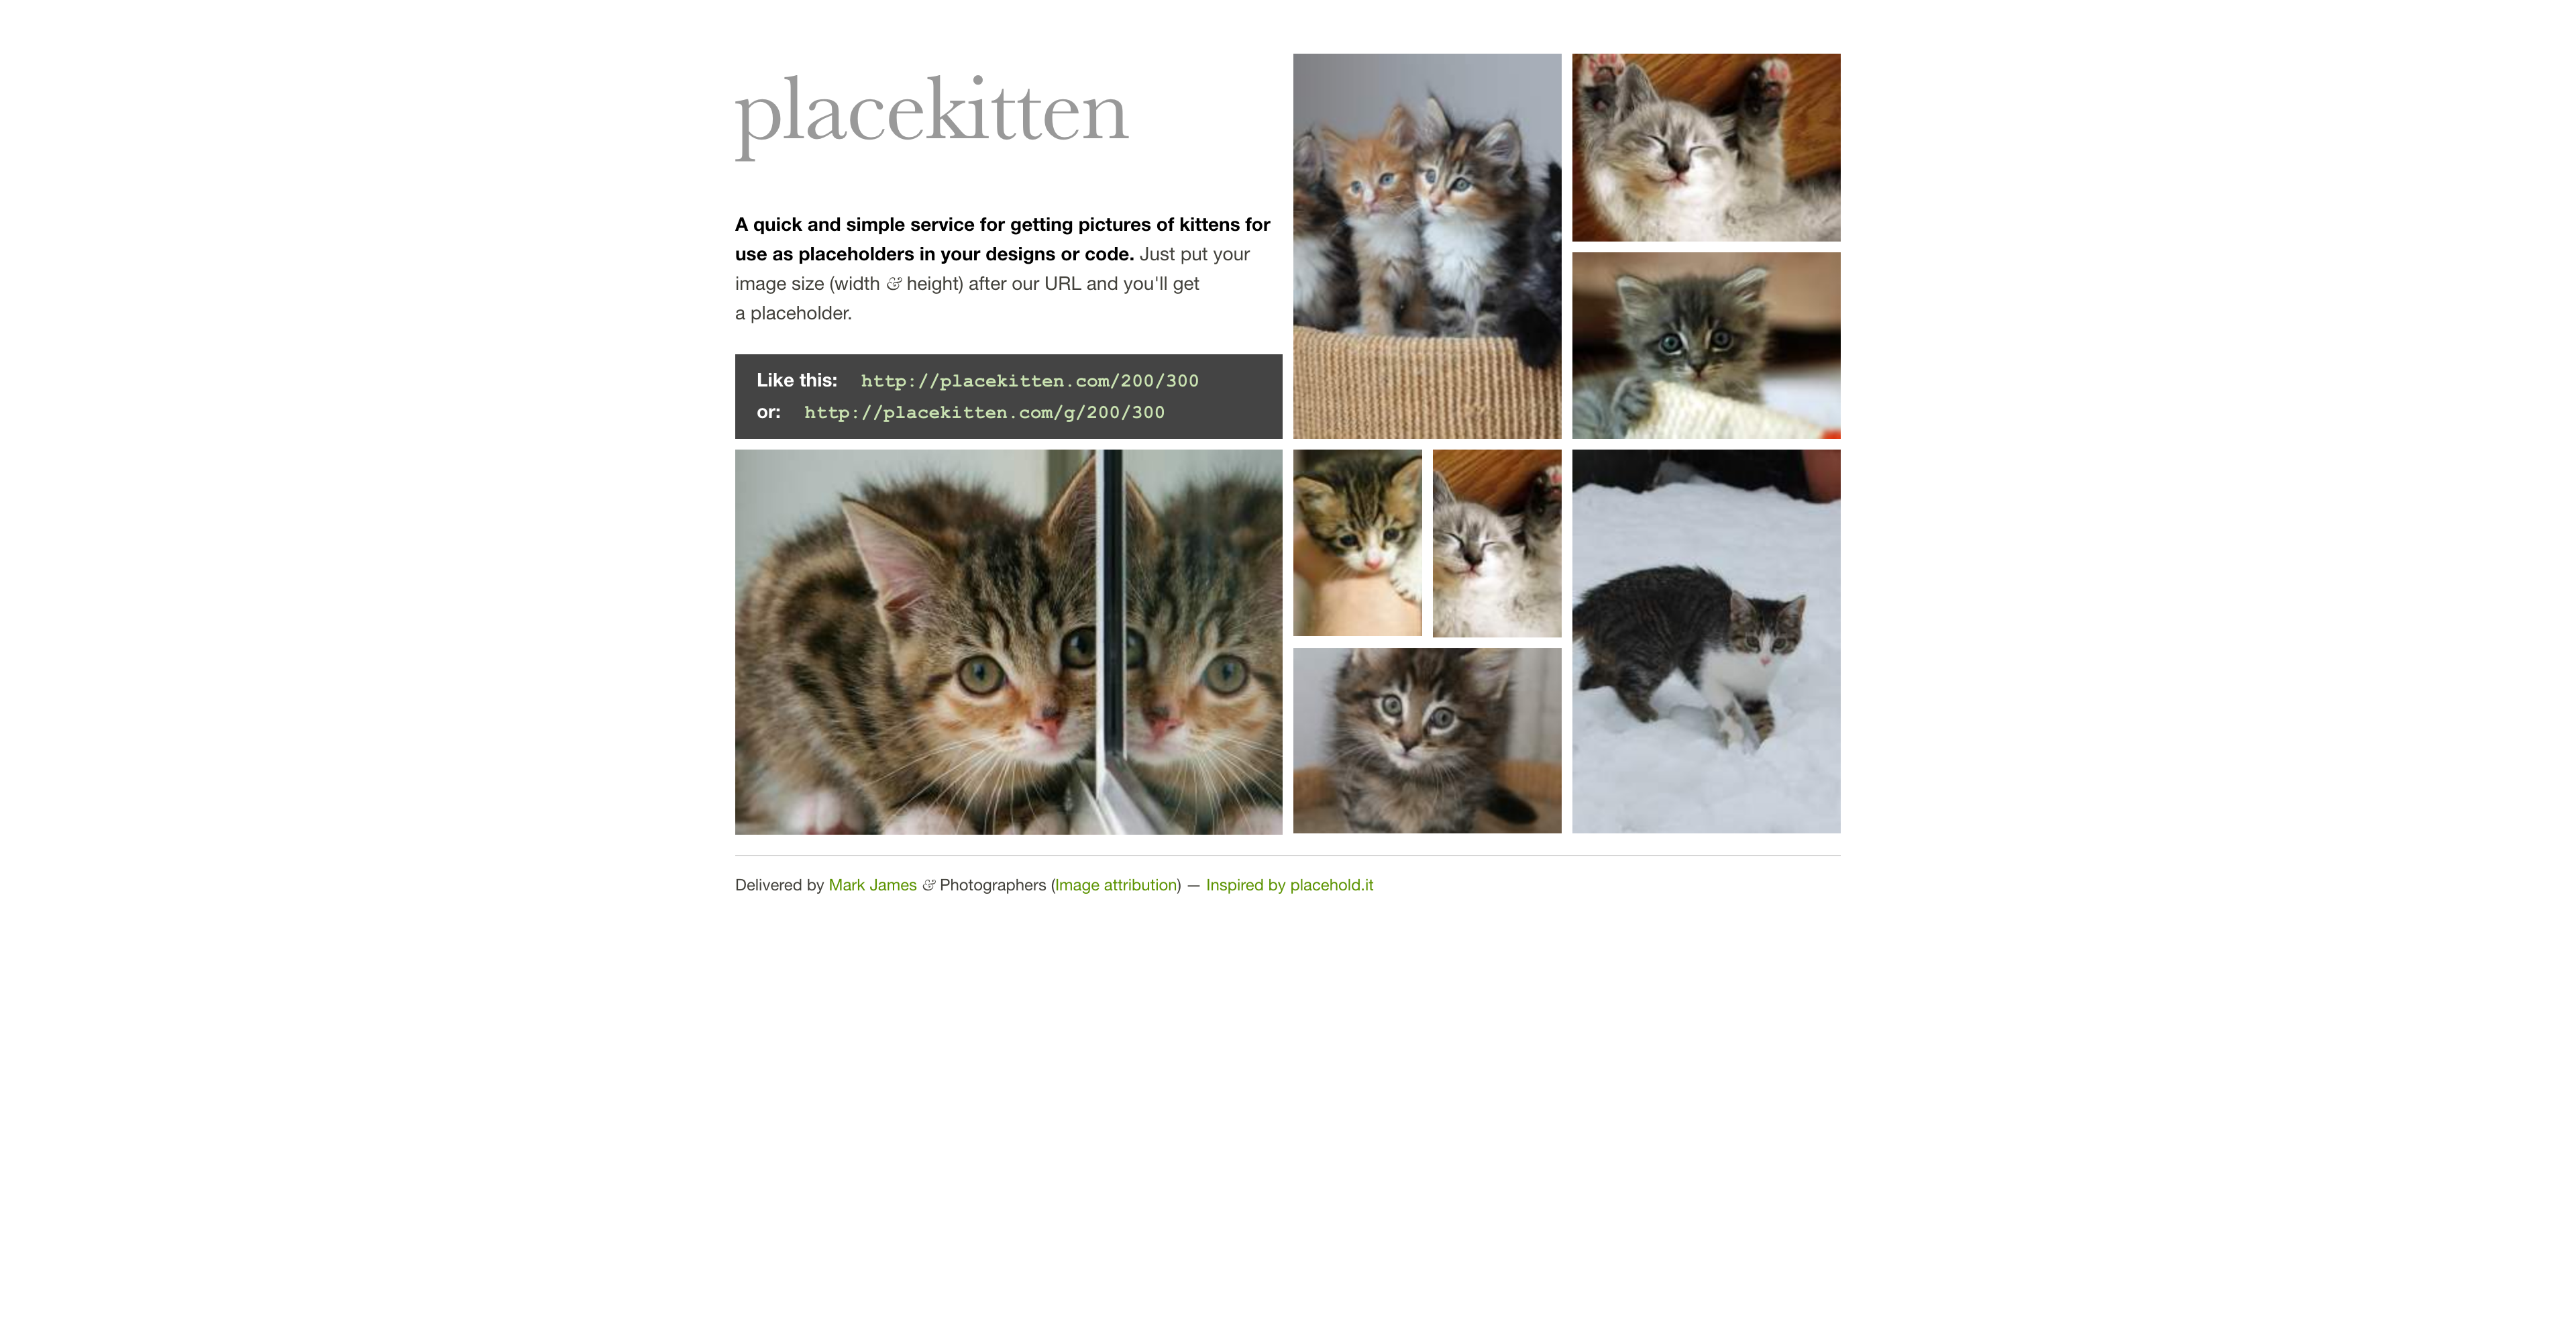 placekitten
A quick and simple service for getting pictures of kittens for
use as placeholders in your designs or code. Just put your
image size (width & height) after our URL and you'll get
a placeholder.
Like this: http://placekitten.com/200/300
or: http://placekitten.com/g/200/300
Delivered by Mark James & Photographers (Image attribution) — Inspired by placehold.it